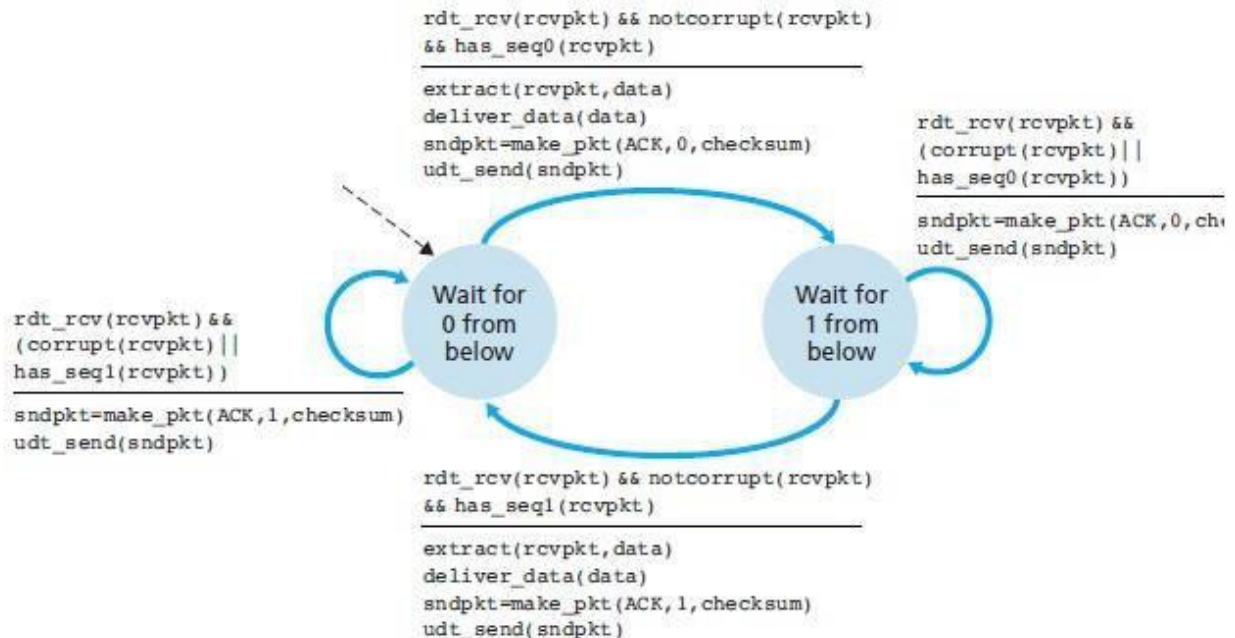 rdt_rcv(rcvpkt) && notcorrupt(rcvpkt)
&& has_seq0(rcvpkt)
extract(rcvpkt,data)
deliver_data(data)
sndpkt=make_pkt(ACK,0,checksum)
udt_send(sndpkt)
rdt_rcv(rcvpkt) &&
(corrupt(rcvpkt)||
has_seq0(rcvpkt))
sndpkt=make_pkt(ACK,0,che
udt_send(sndpkt)
Wait for
0 from
below
Wait for
1 from
below
rdt_rcv(rcvpkt) &&
(corrupt(rcvpkt)||
has_seq1(rcvpkt))
sndpkt=make_pkt(ACK,1,checksum)
udt_send(sndpkt)
rdt_rcv(rcvpkt) && notcorrupt(rcvpkt)
&& has_seq1(rcvpkt)
extract(rcvpkt,data)
deliver_data(data)
sndpkt=make_pkt(ACK,1,checksum)
udt_send(sndpkt)